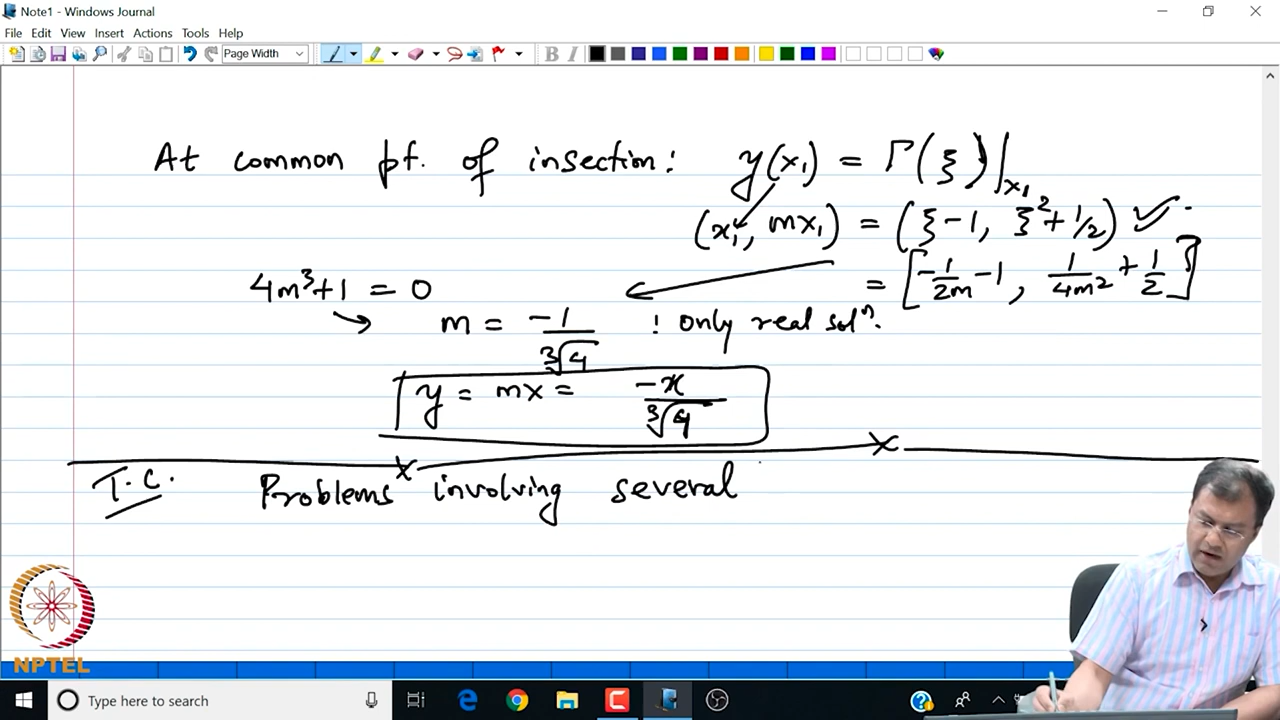 Note1 - Windows Journal
File Edit View Insert Actions Tools Help
Page Width
B I
At common pt. of insection: y(x₁) = Γ(ξ)|x₁
(x₁, mx₁) = (ξ-1, ξ²+1/2)
= [-1/2m -1, 1/4m² + 1/2]
4m³+1 = 0
m = -1/∛4 ! only real solⁿ.
y = mx = -x/∛4
T.C. Problems involving several
NPTEL
Type here to search